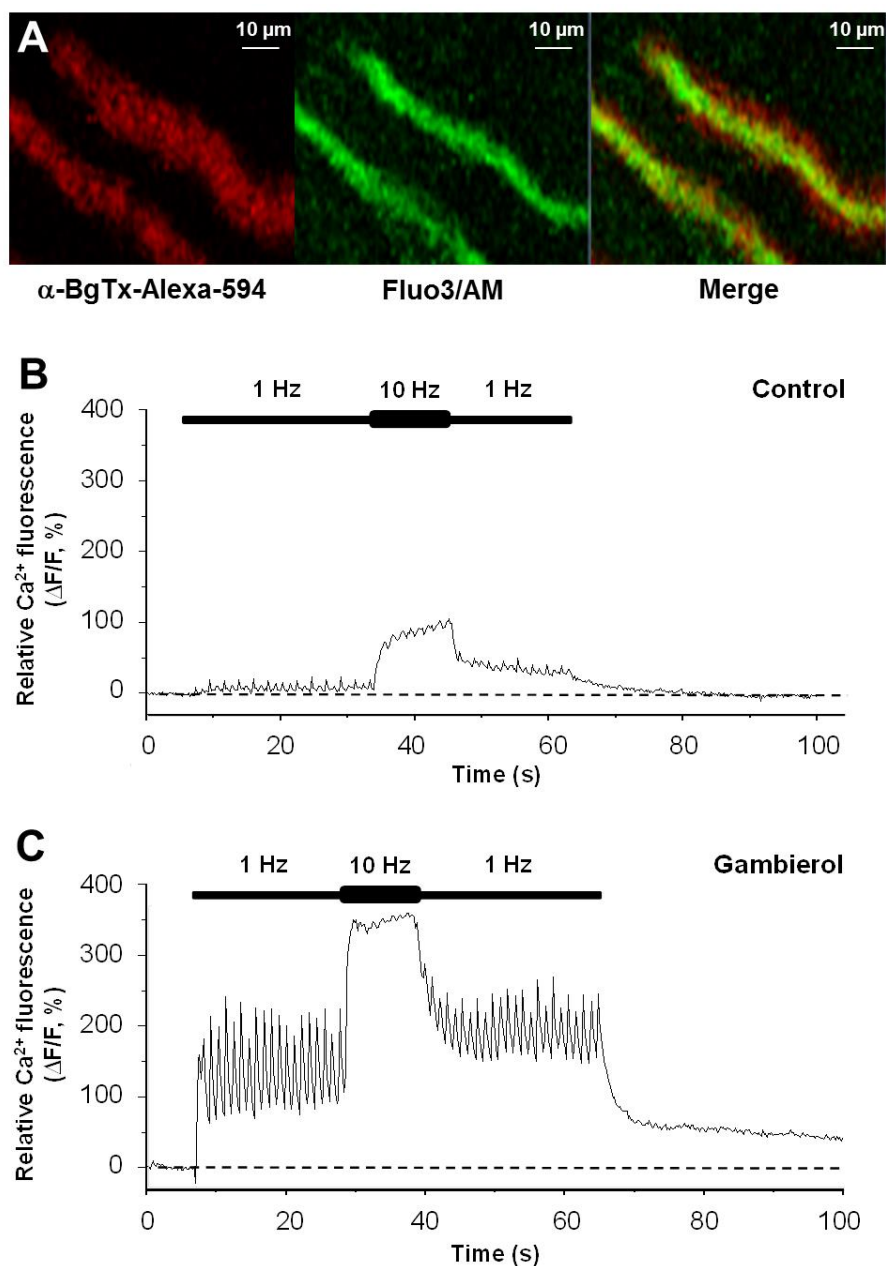 A
10 µm
10 µm
10 µm
α-BgTx-Alexa-594
Fluo3/AM
Merge
B
1 Hz
10 Hz
1 Hz
Control
Relative Ca²⁺ fluorescence
(ΔF/F, %)
400
300
200
100
0
0
20
40
60
80
100
Time (s)
C
1 Hz
10 Hz
1 Hz
Gambierol
Relative Ca²⁺ fluorescence
(ΔF/F, %)
400
300
200
100
0
0
20
40
60
80
100
Time (s)